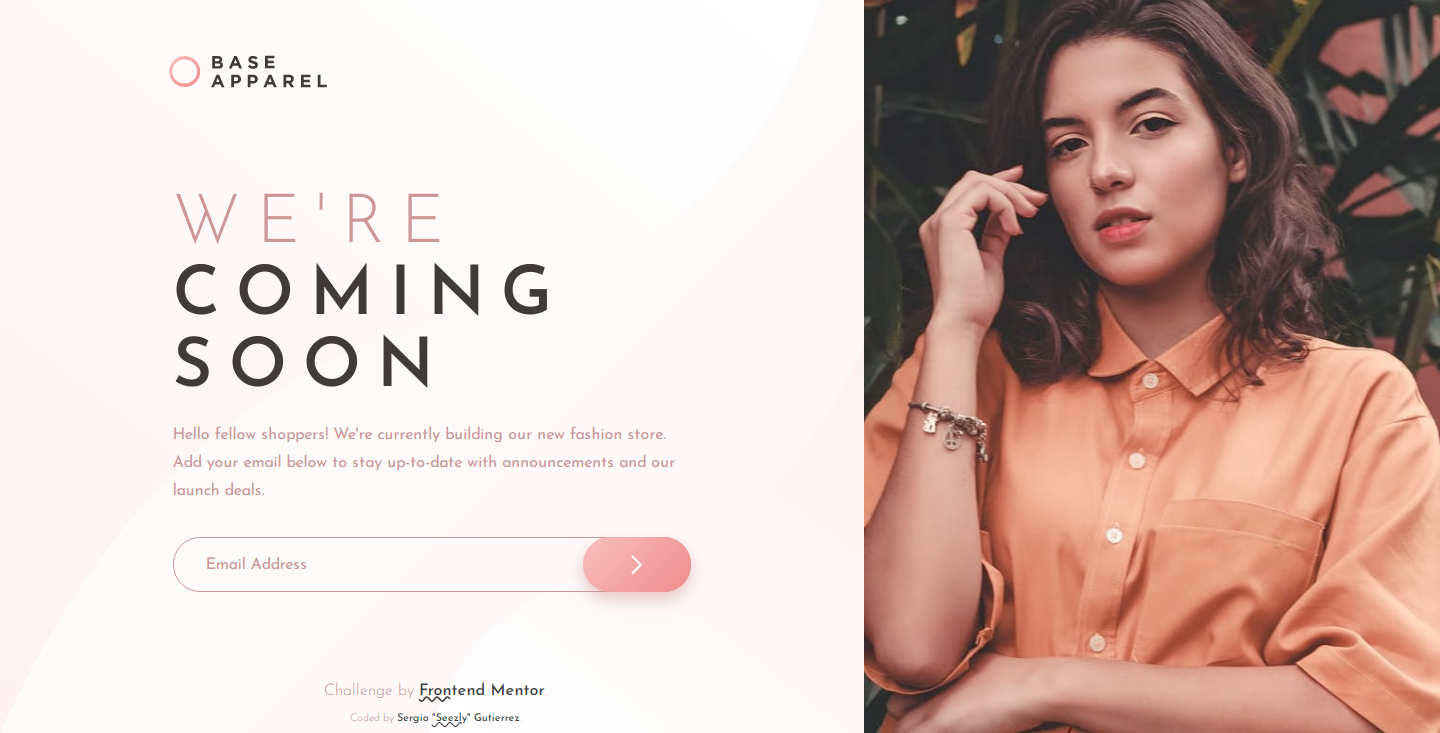 BASE
APPAREL
WE'RE
COMING
SOON
Hello fellow shoppers! We're currently building our new fashion store.
Add your email below to stay up-to-date with announcements and our
launch deals.
Email Address
Challenge by Frontend Mentor.
Coded by Sergio "Seezly" Gutierrez.